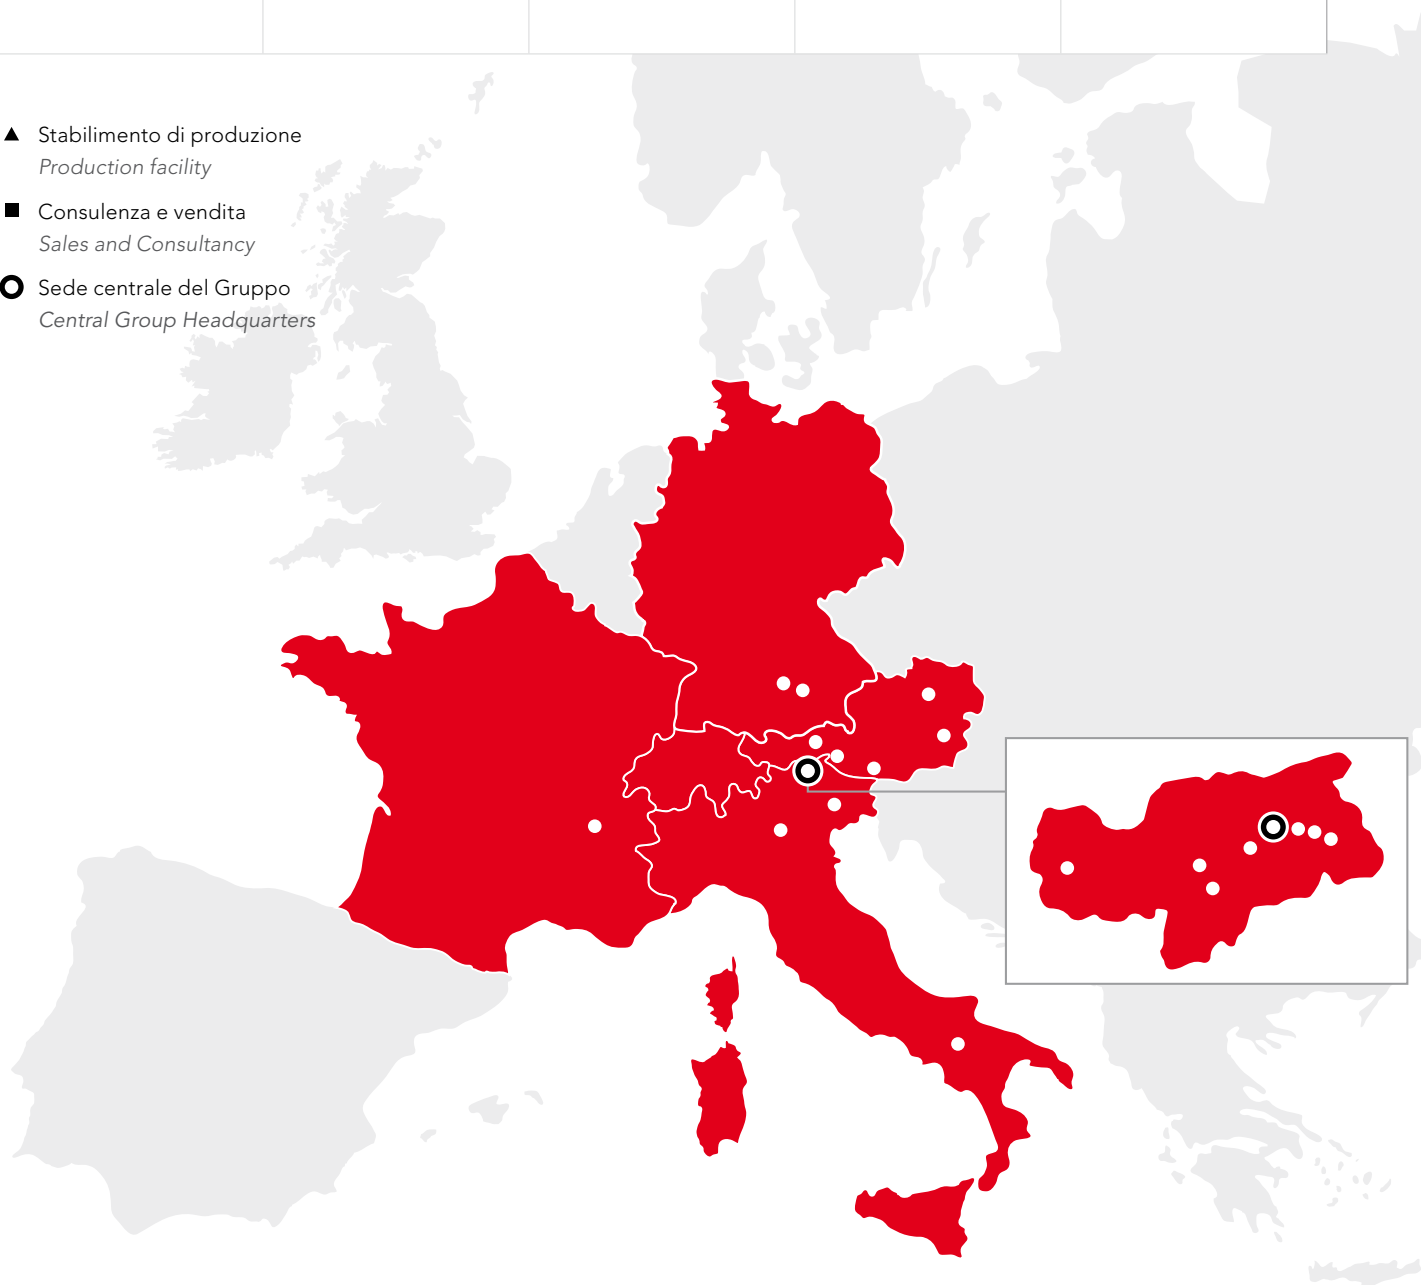 Stabilimento di produzione
Production facility
Consulenza e vendita
Sales and Consultancy
Sede centrale del Gruppo
Central Group Headquarters